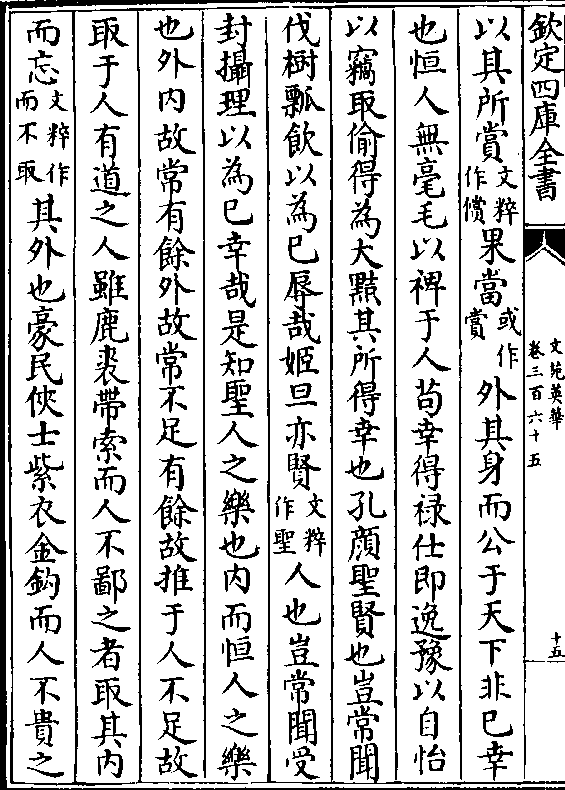 欽定四庫全書
文苑英華
卷三百六十五
十五
以其所賞文粹作償果當或作賞外其身而公于天下非已幸
也恒人無毫毛以裨于人苟幸得禄仕即逸豫以自怡
以竊取偷得為大黠其所得幸也孔顏聖賢也豈常聞
伐樹瓢飲以為已辱哉姬旦亦賢文粹作聖人也豈常聞受
封攝理以為已幸哉是知聖人之樂也内而恒人之樂
也外内故常有餘外故常不足有餘故推于人不足故
取于人有道之人雖鹿裘帶索而人不鄙之者取其内
而忘文粹作而不取其外也豪民俠士紫衣金鈎而人不貴之